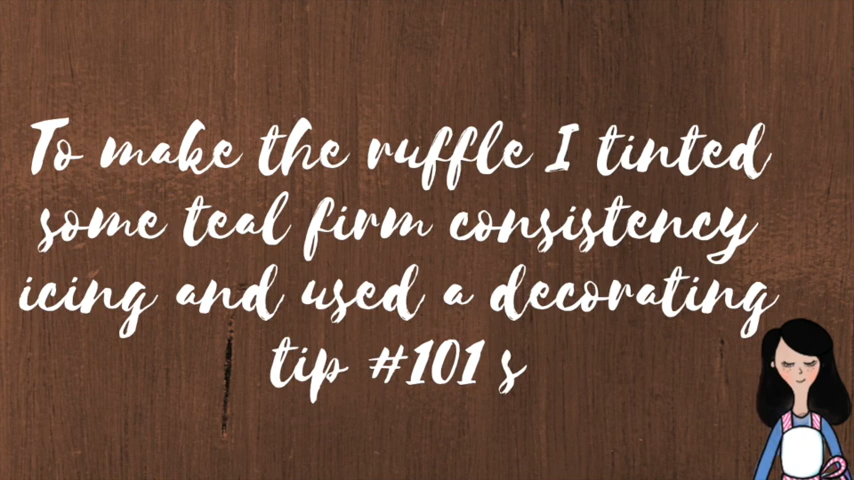 To make the ruffle I tinted
some teal firm consistency
icing and used a decorating
tip #101 s